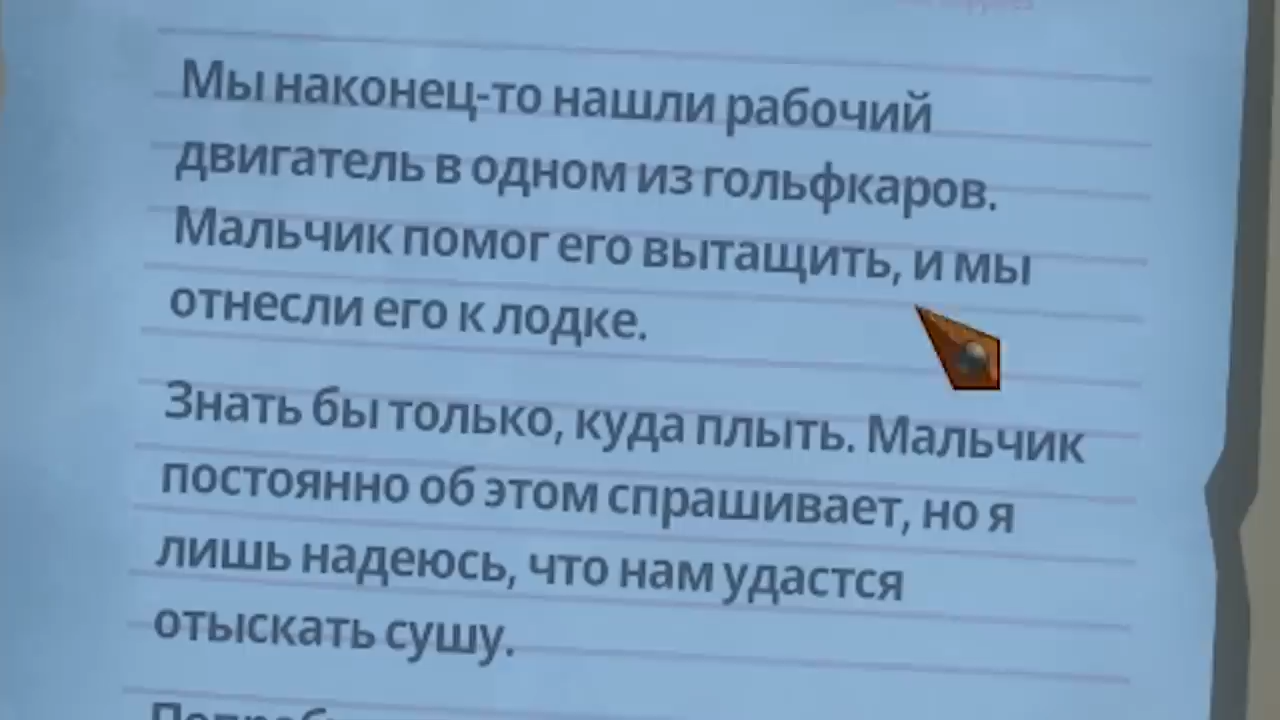 Мы наконец-то нашли рабочий
двигатель в одном из гольфкаров.
Мальчик помог его вытащить, и мы
отнесли его к лодке.
Знать бы только, куда плыть. Мальчик
постоянно об этом спрашивает, но я
лишь надеюсь, что нам удастся
отыскать сушу.